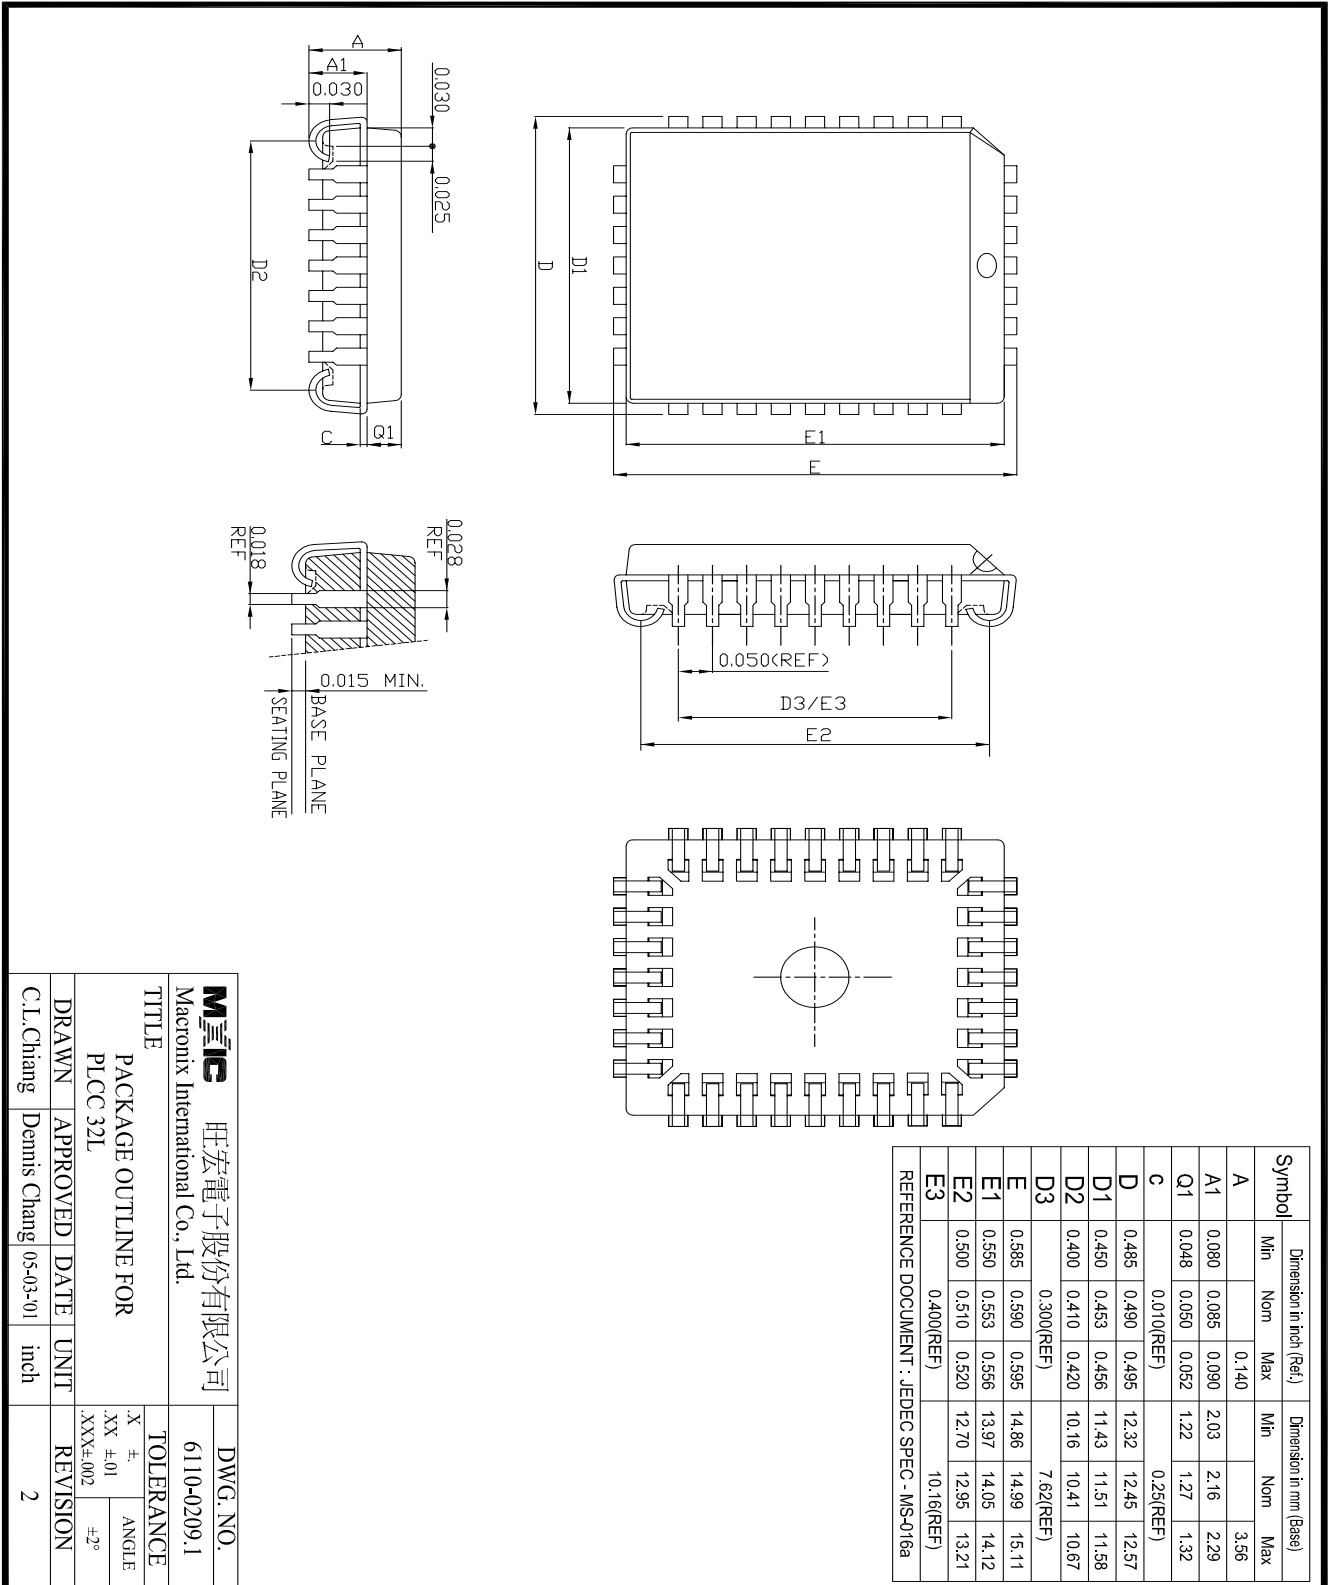 A
A1
0.030
0.030
0.025
D2
C
Q1
D
D1
E1
E
0.018
REF
0.028
REF
0.015 MIN.
BASE PLANE
SEATING PLANE
0.050(REF)
D3/E3
E2
Symbol Dimension in inch (Ref.) Dimension in mm (Base)
Min Nom Max Min Nom Max
A 0.140 3.56
A1 0.080 0.085 0.090 2.03 2.16 2.29
Q1 0.048 0.050 0.052 1.22 1.27 1.32
C 0.010(REF) 0.25(REF)
D 0.485 0.490 0.495 12.32 12.45 12.57
D1 0.450 0.453 0.456 11.43 11.51 11.58
D2 0.400 0.410 0.420 10.16 10.41 10.67
D3 0.300(REF) 7.62(REF)
E 0.585 0.590 0.595 14.86 14.99 15.11
E1 0.550 0.553 0.556 13.97 14.05 14.12
E2 0.500 0.510 0.520 12.70 12.95 13.21
E3 0.400(REF) 10.16(REF)
REFERENCE DOCUMENT : JEDEC SPEC - MS-016a
MXIC 旺宏電子股份有限公司
Macronix International Co., Ltd.
DWG. NO.
6110-0209.1
TITLE
PACKAGE OUTLINE FOR
PLCC 32L
TOLERANCE
.X ±.
.XX ±.01
.XXX±.002
ANGLE
±2°
DRAWN APPROVED DATE UNIT REVISION
C.L.Chiang Dennis Chang 05-03-'01 inch 2